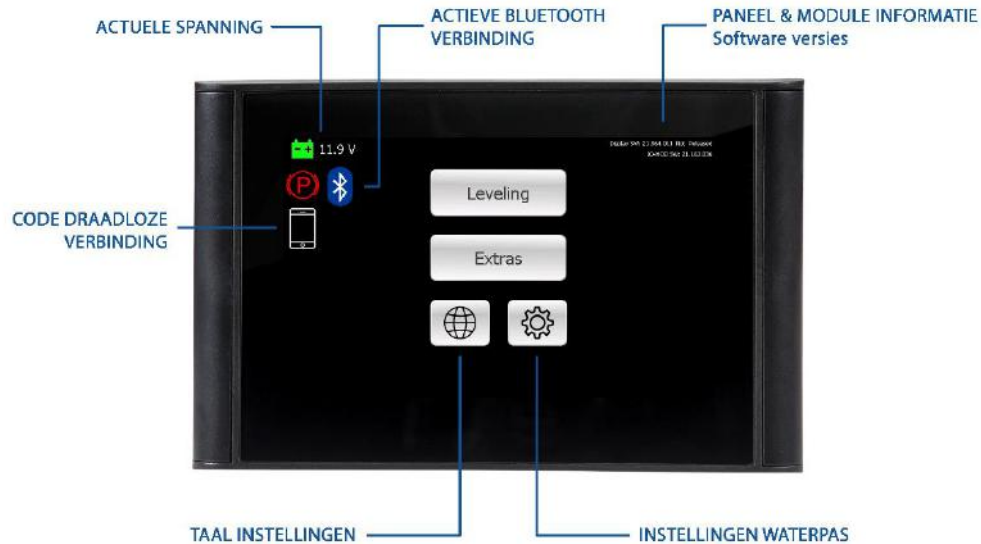 ACTUELE SPANNING
ACTIEVE BLUETOOTH
VERBINDING
PANEEL & MODULE INFORMATIE
Software versies
11.9 V
P
Leveling
CODE DRAADLOZE
VERBINDING
Extras
TAAL INSTELLINGEN
INSTELLINGEN WATERPAS